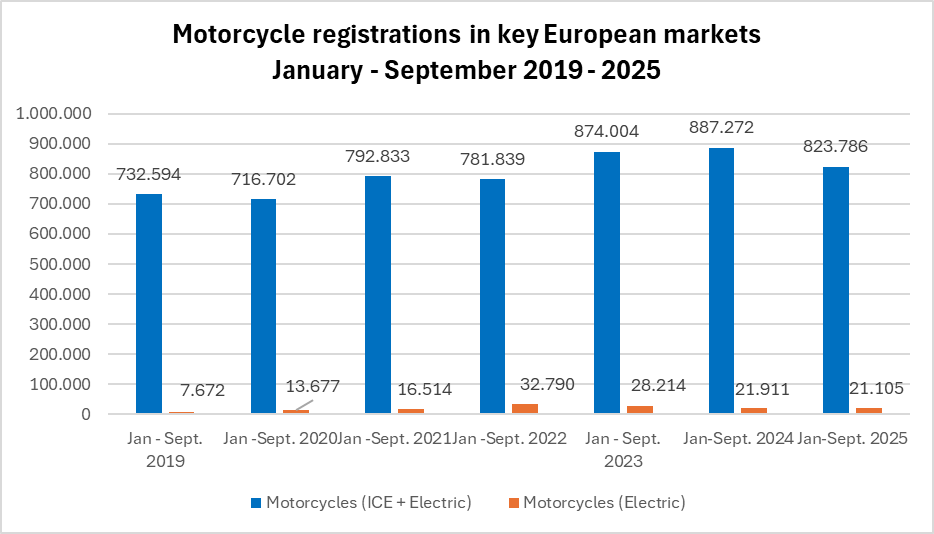 Motorcycle registrations in key European markets
January - September 2019 - 2025
1.000.000
900.000
800.000
700.000
600.000
500.000
400.000
300.000
200.000
100.000
0
732.594
716.702
792.833
781.839
874.004
887.272
823.786
7.672
13.677
16.514
32.790
28.214
21.911
21.105
Jan - Sept.
2019
Jan -Sept. 2020
Jan -Sept. 2021
Jan -Sept. 2022
Jan - Sept.
2023
Jan-Sept. 2024
Jan-Sept. 2025
Motorcycles (ICE + Electric)
Motorcycles (Electric)